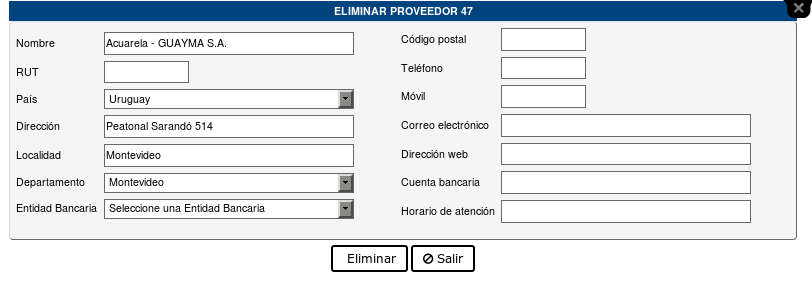 ELIMINAR PROVEEDOR 47
Nombre Acuarela - GUAYMA S.A.
RUT
País Uruguay
Dirección Peatonal Sarandó 514
Localidad Montevideo
Departamento Montevideo
Entidad Bancaria Seleccione una Entidad Bancaria
Código postal
Teléfono
Móvil
Correo electrónico
Dirección web
Cuenta bancaria
Horario de atención
Eliminar Salir